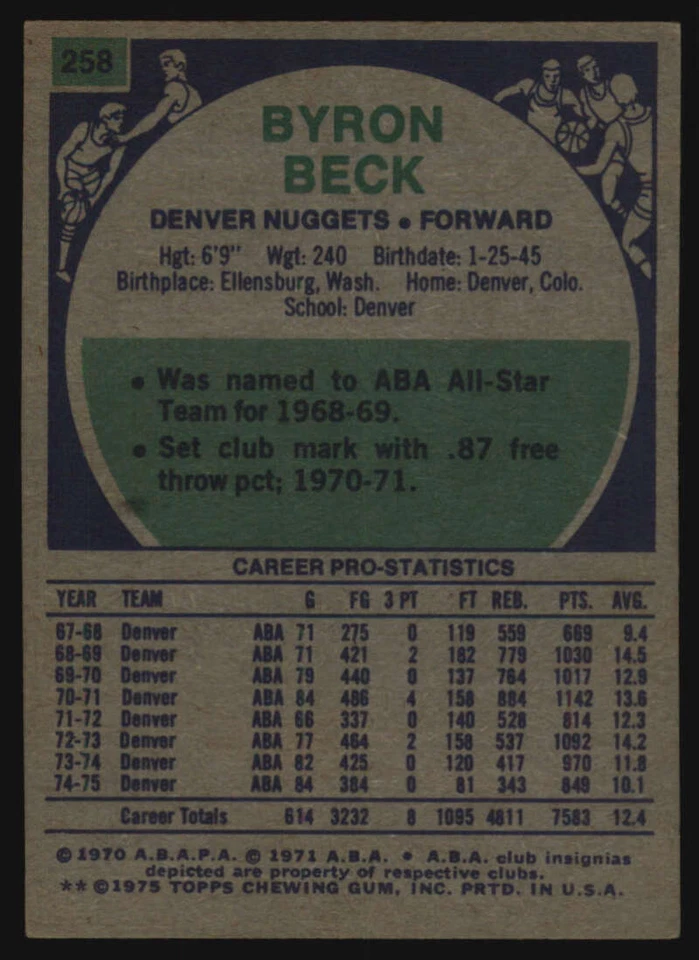 258
BYRON
BECK
DENVER NUGGETS • FORWARD
Hgt: 6'9" Wgt: 240 Birthdate: 1-25-45
Birthplace: Ellensburg, Wash. Home: Denver, Colo.
School: Denver
• Was named to ABA All-Star
Team for 1968-69.
• Set club mark with .87 free
throw pct; 1970-71.
CAREER PRO-STATISTICS
YEAR TEAM G FG 3 PT FT REB. PTS. AVG.
67-68 Denver ABA 71 275 0 119 559 669 9.4
68-69 Denver ABA 71 421 2 182 779 1030 14.5
69-70 Denver ABA 79 440 0 137 764 1017 12.9
70-71 Denver ABA 84 486 4 158 884 1142 13.6
71-72 Denver ABA 66 337 0 140 528 814 12.3
72-73 Denver ABA 77 464 2 158 537 1092 14.2
73-74 Denver ABA 82 425 0 120 417 970 11.8
74-75 Denver ABA 84 384 0 81 343 849 10.1
Career Totals 614 3232 8 1095 4811 7583 12.4
© 1970 A.B.A.P.A. © 1971 A.B.A. • A.B.A. club insignias
depicted are property of respective clubs.
** © 1975 TOPPS CHEWING GUM, INC. PRTD. IN U.S.A.